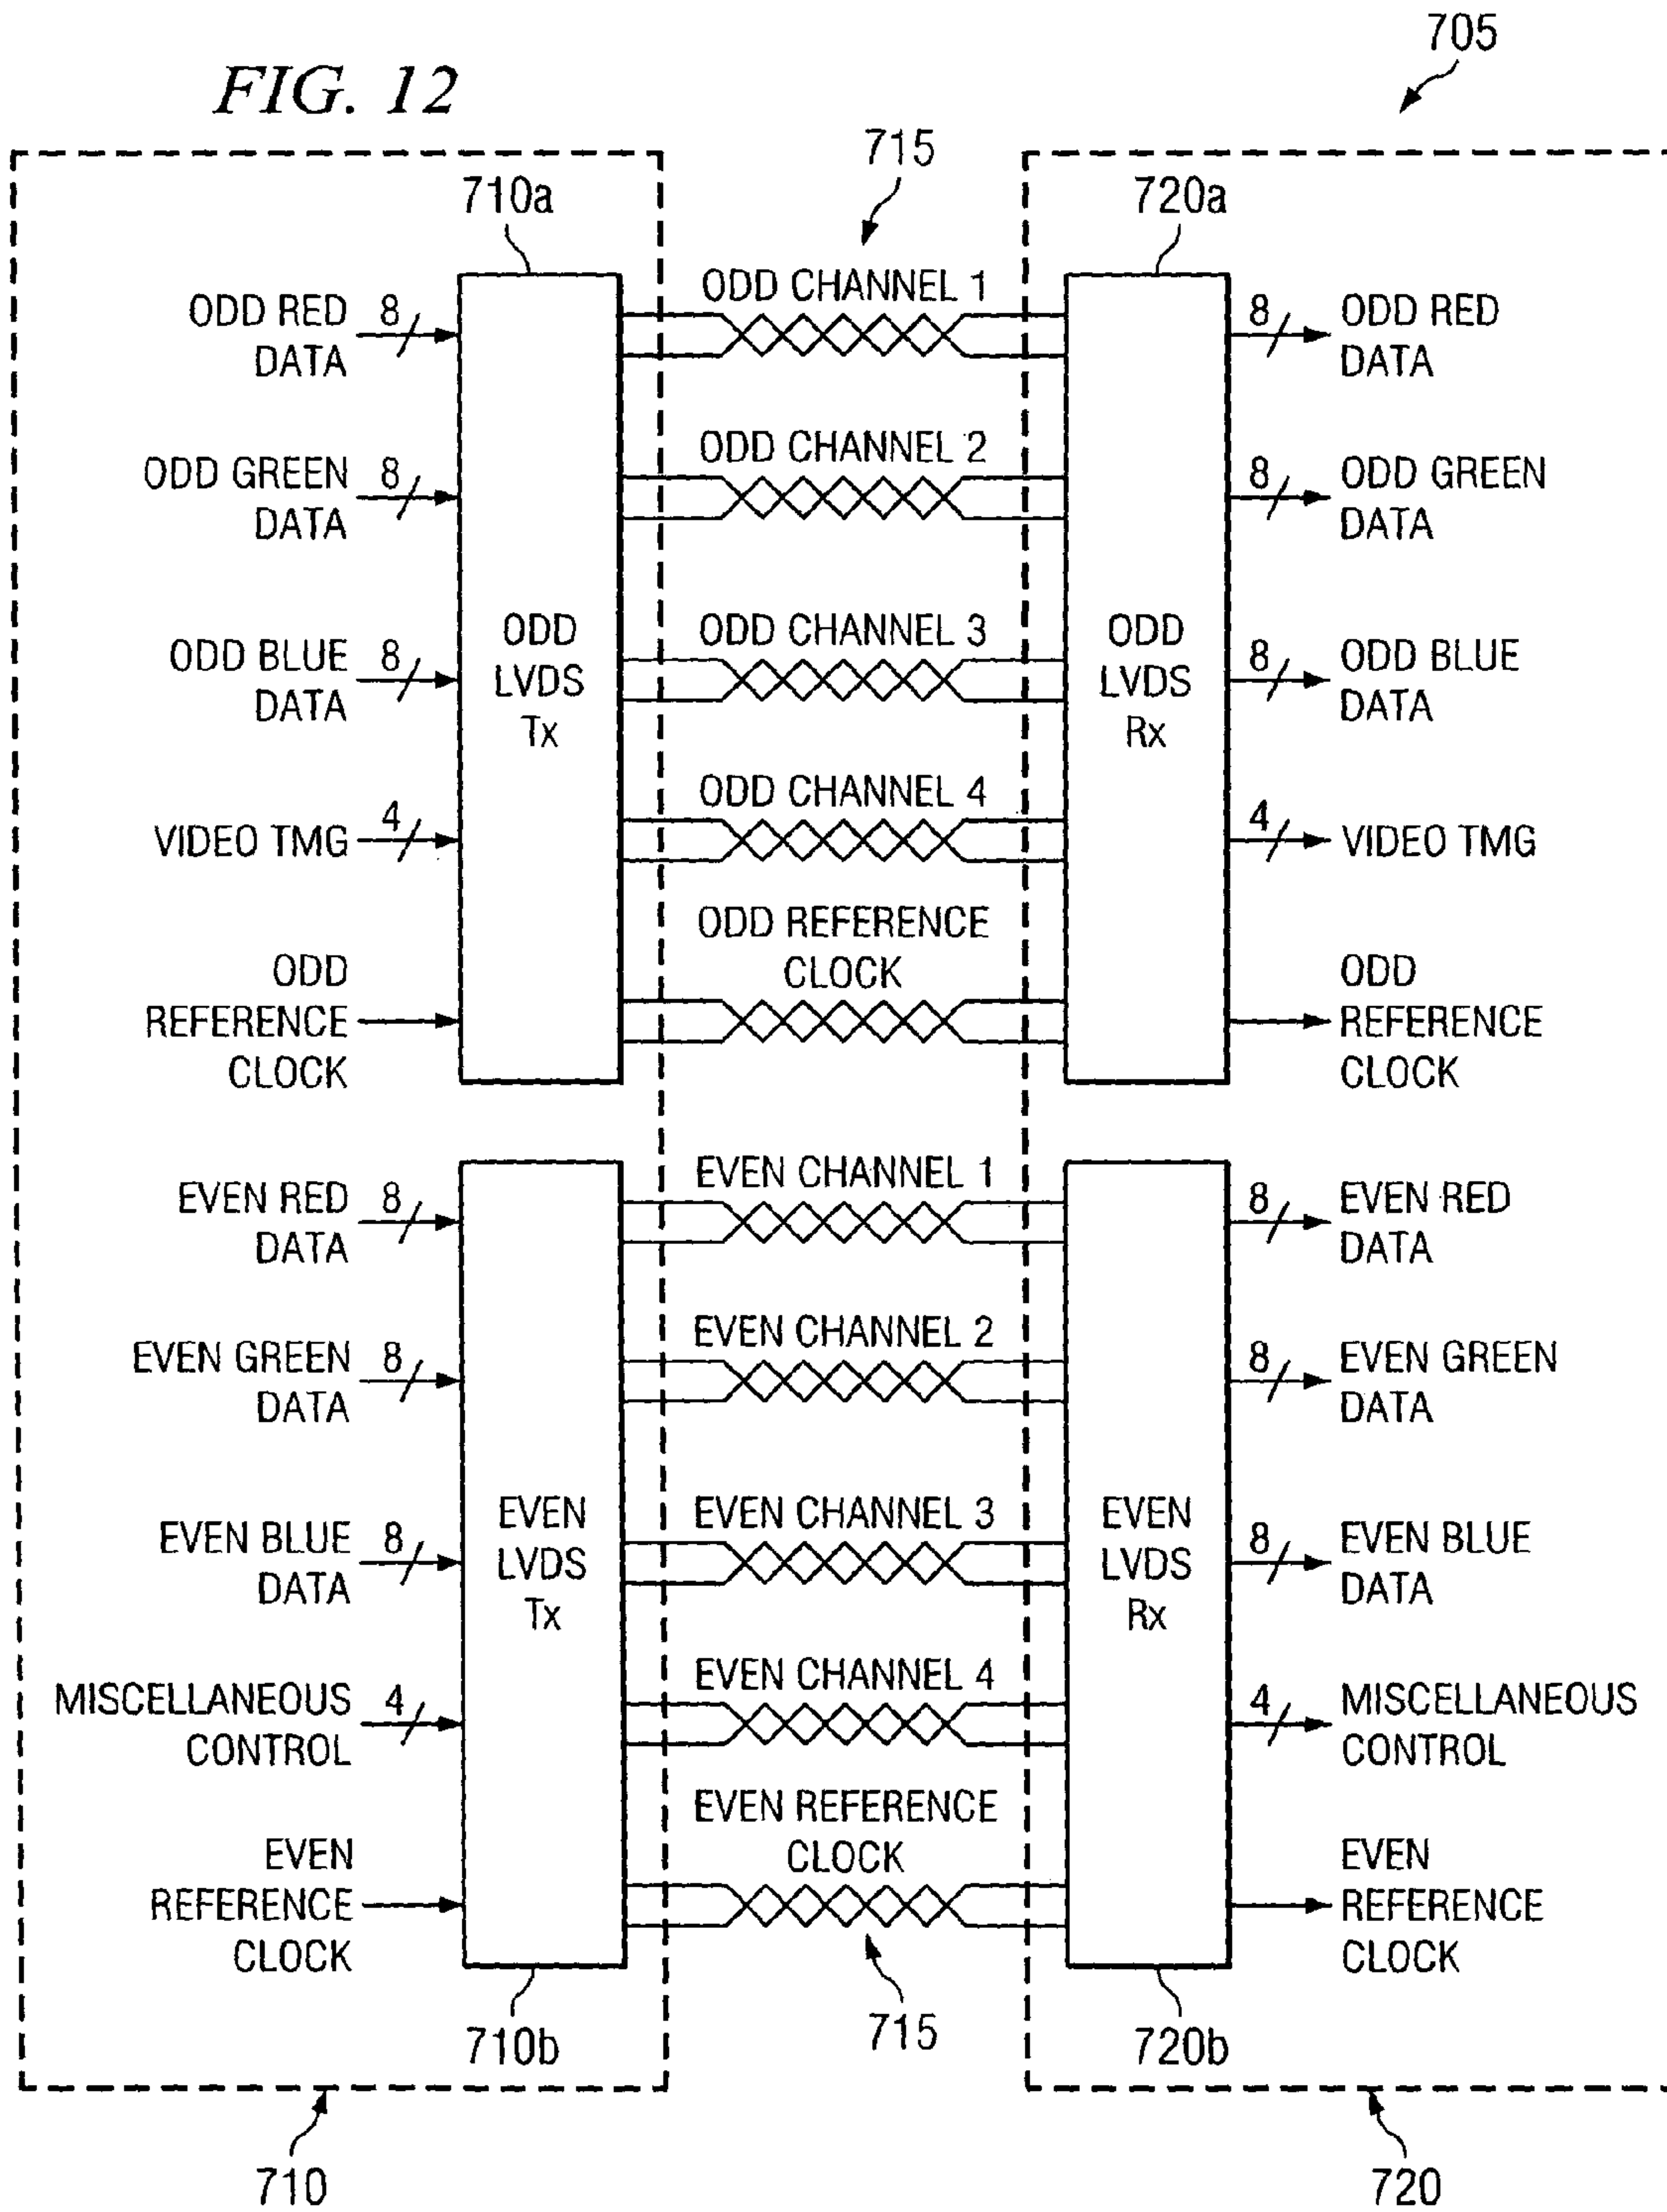 FIG. 12
705
715
710a
720a
ODD RED
DATA
8
ODD CHANNEL 1
8
ODD RED
DATA
ODD GREEN
DATA
8
ODD CHANNEL 2
8
ODD GREEN
DATA
ODD BLUE
DATA
8
ODD
LVDS
Tx
ODD CHANNEL 3
ODD
LVDS
Rx
8
ODD BLUE
DATA
VIDEO TMG
4
ODD CHANNEL 4
4
VIDEO TMG
ODD
REFERENCE
CLOCK
ODD REFERENCE
CLOCK
ODD
REFERENCE
CLOCK
EVEN RED
DATA
8
EVEN CHANNEL 1
8
EVEN RED
DATA
EVEN GREEN
DATA
8
EVEN CHANNEL 2
8
EVEN GREEN
DATA
EVEN BLUE
DATA
8
EVEN
LVDS
Tx
EVEN CHANNEL 3
EVEN
LVDS
Rx
8
EVEN BLUE
DATA
MISCELLANEOUS
CONTROL
4
EVEN CHANNEL 4
4
MISCELLANEOUS
CONTROL
EVEN
REFERENCE
CLOCK
EVEN REFERENCE
CLOCK
EVEN
REFERENCE
CLOCK
710b
715
720b
710
720